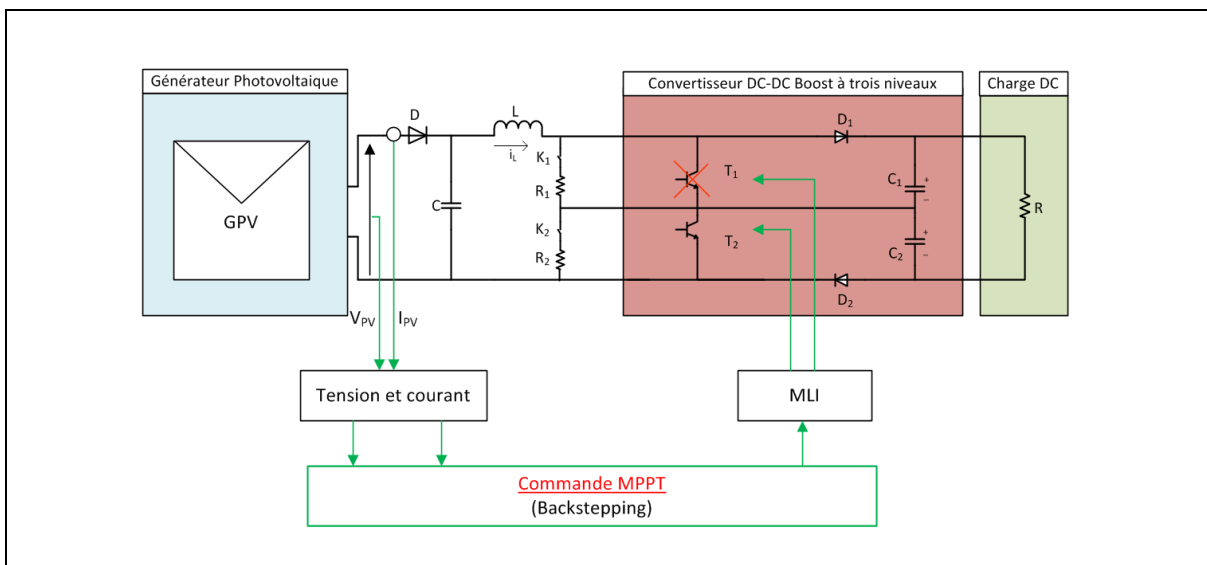 Générateur Photovoltaique
Convertisseur DC-DC Boost à trois niveaux
Charge DC
D
L
D₁
iL
K₁
T₁
R₁
C₁
+
–
GPV
C
R
K₂
T₂
R₂
C₂
+
–
D₂
VPV
IPV
Tension et courant
MLI
Commande MPPT
(Backstepping)